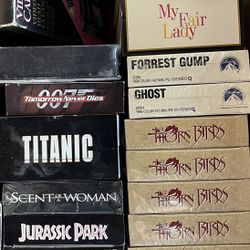 VID
C
007
Tomorrow Never Dies
TITANIC
SCENT OF A WOMAN
JURASSIC PARK
My Fair
Lady
FORREST GUMP
GHOST
THE THORN BIRDS
THE THORN BIRDS
THE THORN BIRDS
THE THORN BIRDS